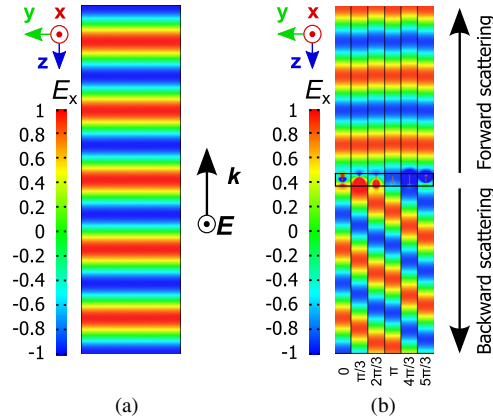 y x
z
E_x
1
0.8
0.6
0.4
0.2
0
-0.2
-0.4
-0.6
-0.8
-1
k
E
(a)
y x
z
E_x
1
0.8
0.6
0.4
0.2
0
-0.2
-0.4
-0.6
-0.8
-1
0 π/3 2π/3 π 4π/3 5π/3
Forward scattering
Backward scattering
(b)